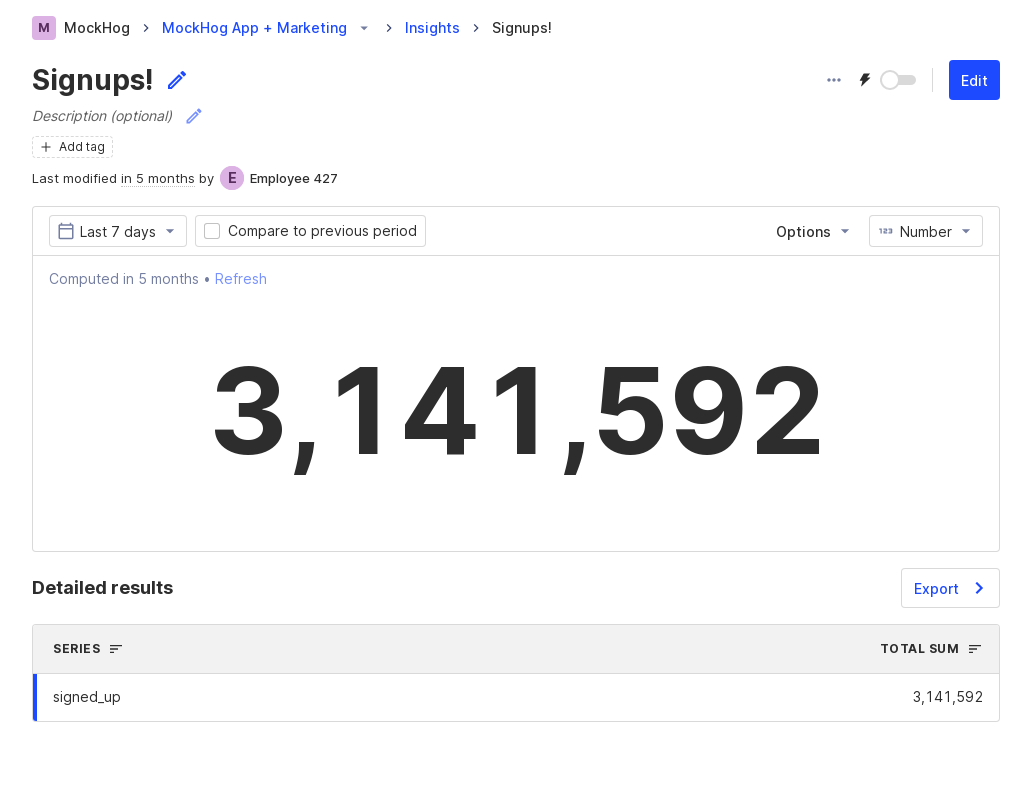 M MockHog MockHog App + Marketing Insights Signups!
Signups!
Edit
Description (optional)
Add tag
Last modified in 5 months by E Employee 427
Last 7 days Compare to previous period Options 123 Number
Computed in 5 months • Refresh
3,141,592
Detailed results
Export
SERIES TOTAL SUM
signed_up 3,141,592